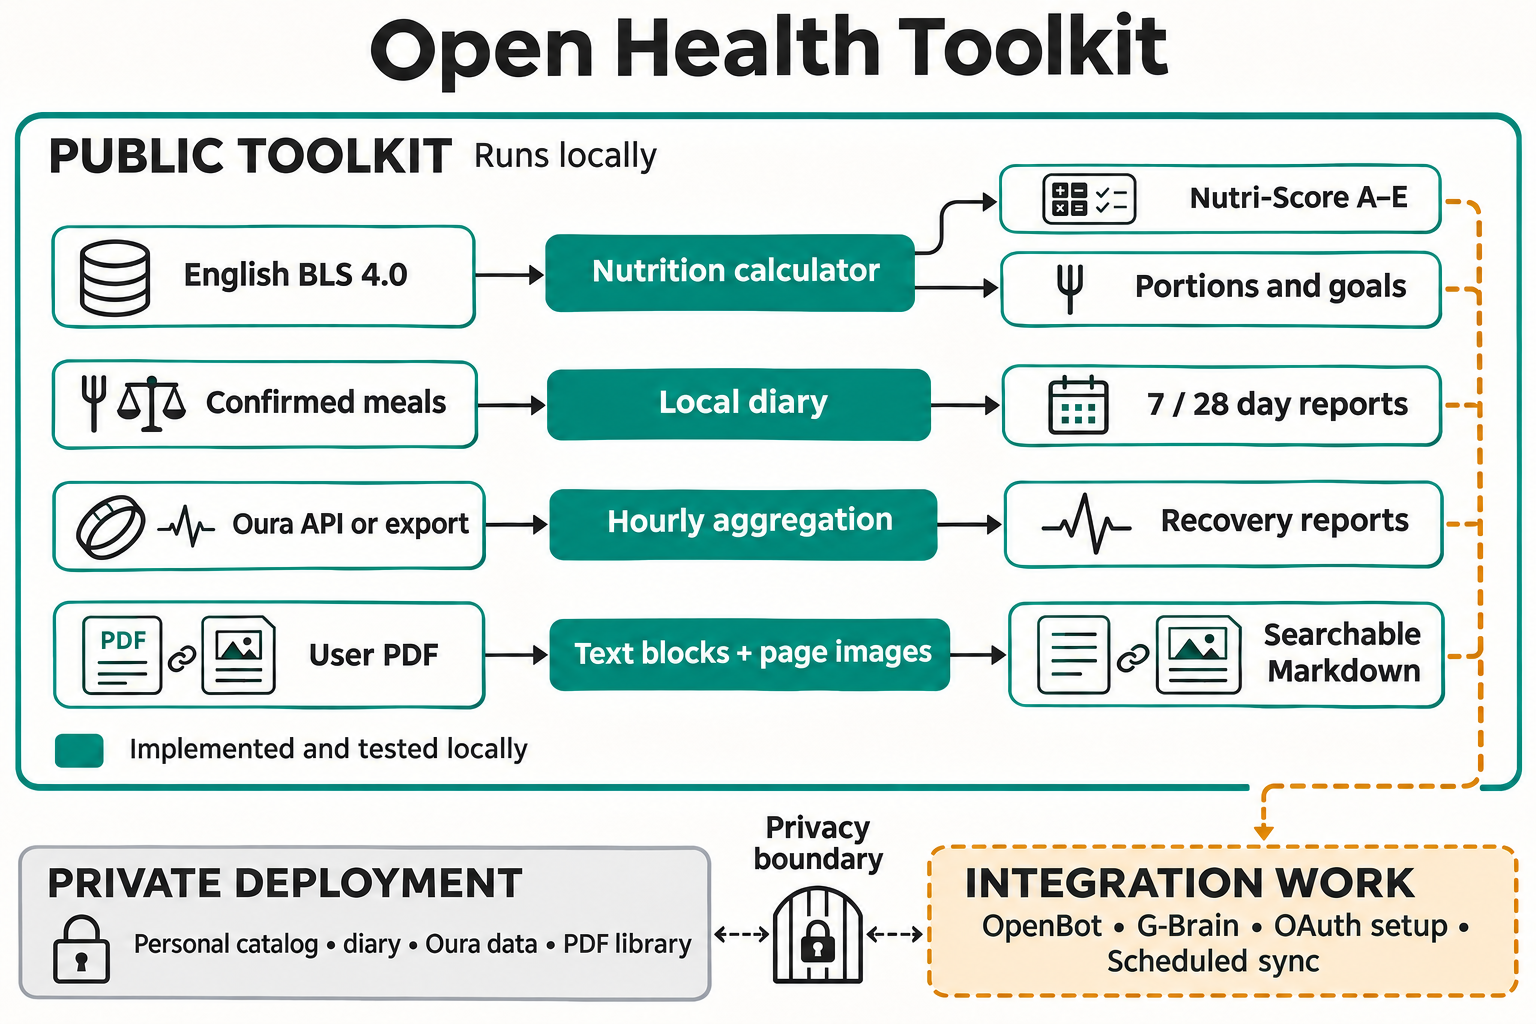 Open Health Toolkit
PUBLIC TOOLKIT Runs locally
English BLS 4.0
Nutrition calculator
Nutri-Score A–E
Portions and goals
Confirmed meals
Local diary
7 / 28 day reports
Oura API or export
Hourly aggregation
Recovery reports
PDF
User PDF
Text blocks + page images
Searchable
Markdown
Implemented and tested locally
Privacy
boundary
PRIVATE DEPLOYMENT
Personal catalog • diary • Oura data • PDF library
INTEGRATION WORK
OpenBot • G-Brain • OAuth setup •
Scheduled sync